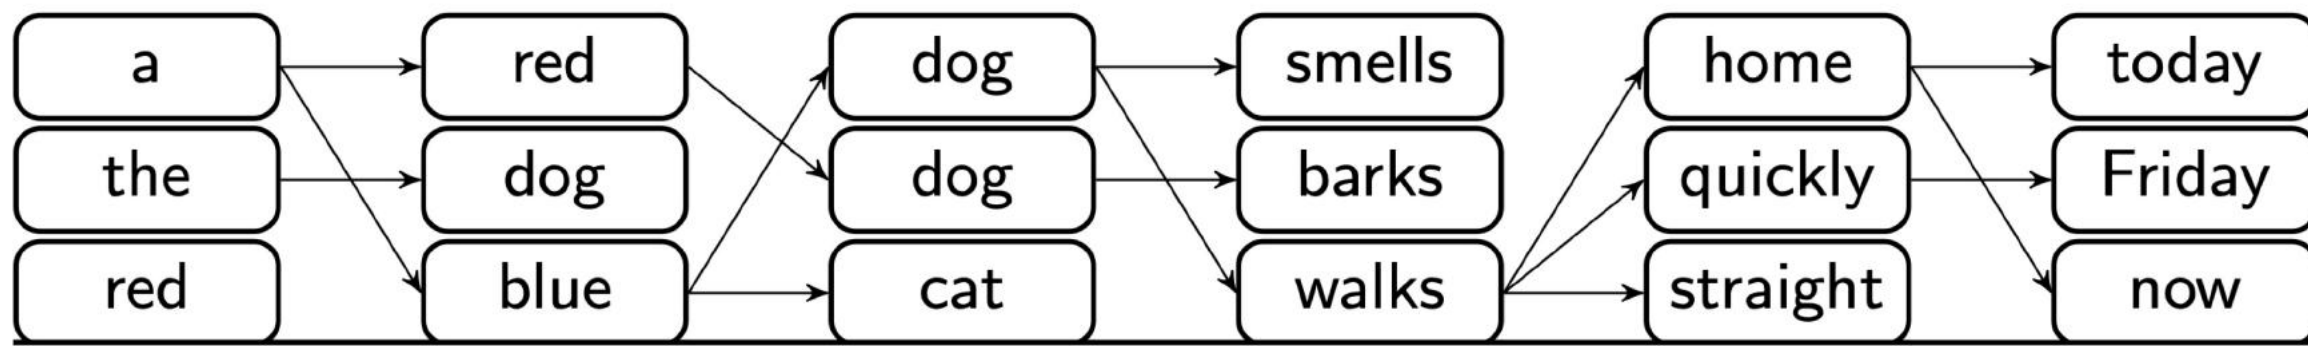 a red dog smells home today
the dog dog barks quickly Friday
red blue cat walks straight now